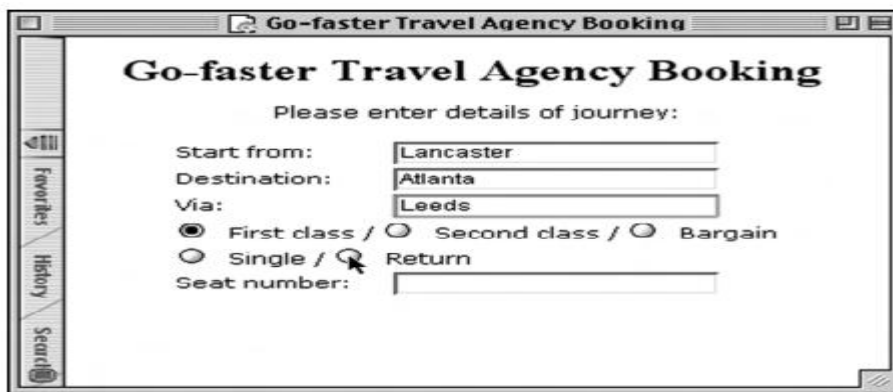 Go-faster Travel Agency Booking
Go-faster Travel Agency Booking
Please enter details of journey:
Start from: Lancaster
Destination: Atlanta
Via: Leeds
First class / Second class / Bargain
Single / Return
Seat number:
Favorites
History
Search